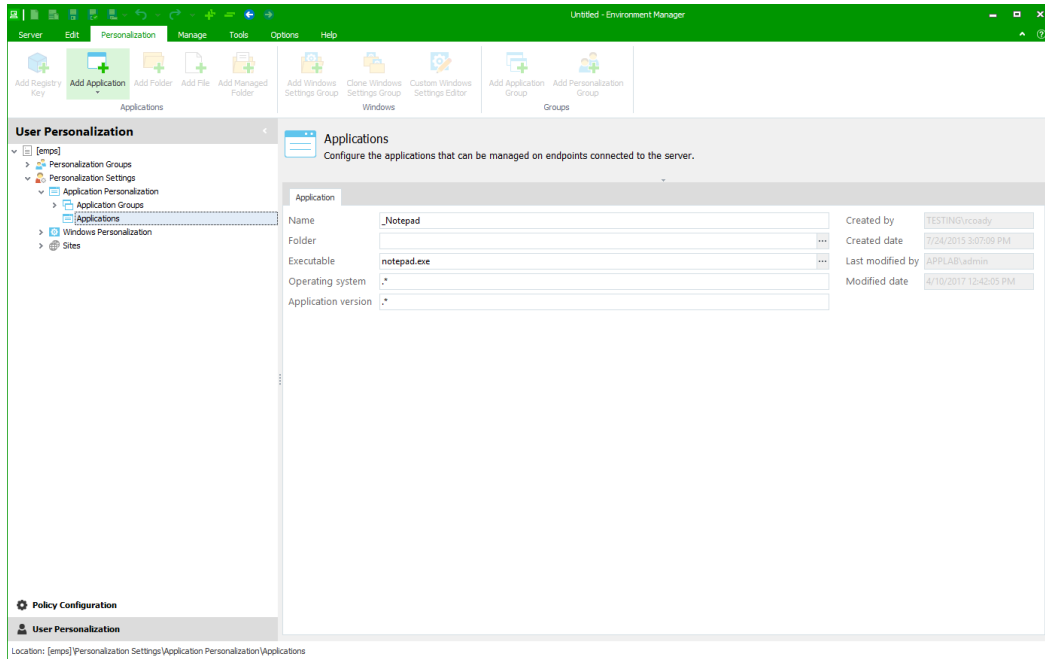 Untitled - Environment Manager
Server Edit Personalization Manage Tools Options Help
Add Registry Key
Add Application
Add Folder
Add File
Add Managed Folder
Applications
Add Windows Settings Group
Clone Windows Settings Group
Custom Windows Settings Editor
Windows
Add Application Group
Add Personalization Group
Groups
User Personalization
[emps]
Personalization Groups
Personalization Settings
Application Personalization
Application Groups
Applications
Windows Personalization
Sites
Policy Configuration
User Personalization
Applications
Configure the applications that can be managed on endpoints connected to the server.
Application
Name _Notepad
Folder ...
Executable notepad.exe ...
Operating system .*
Application version .*
Created by TESTING\rcoady
Created date 7/24/2015 3:07:09 PM
Last modified by APPLAB\admin
Modified date 4/10/2017 12:42:05 PM
Location: [emps]\Personalization Settings\Application Personalization\Applications